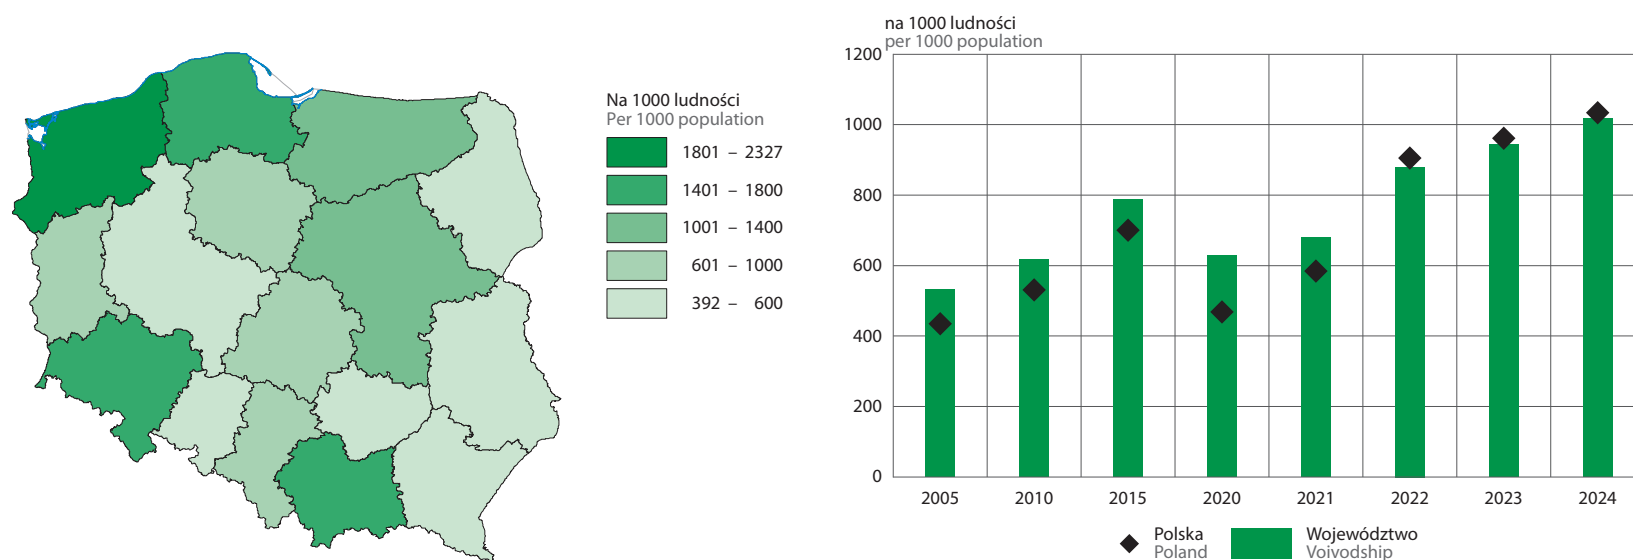 Na 1000 ludności
Per 1000 population
1801 – 2327
1401 – 1800
1001 – 1400
601 – 1000
392 – 600
na 1000 ludności
per 1000 population
1200
1000
800
600
400
200
0
2005 2010 2015 2020 2021 2022 2023 2024
Polska
Poland
Województwo
Voivodship